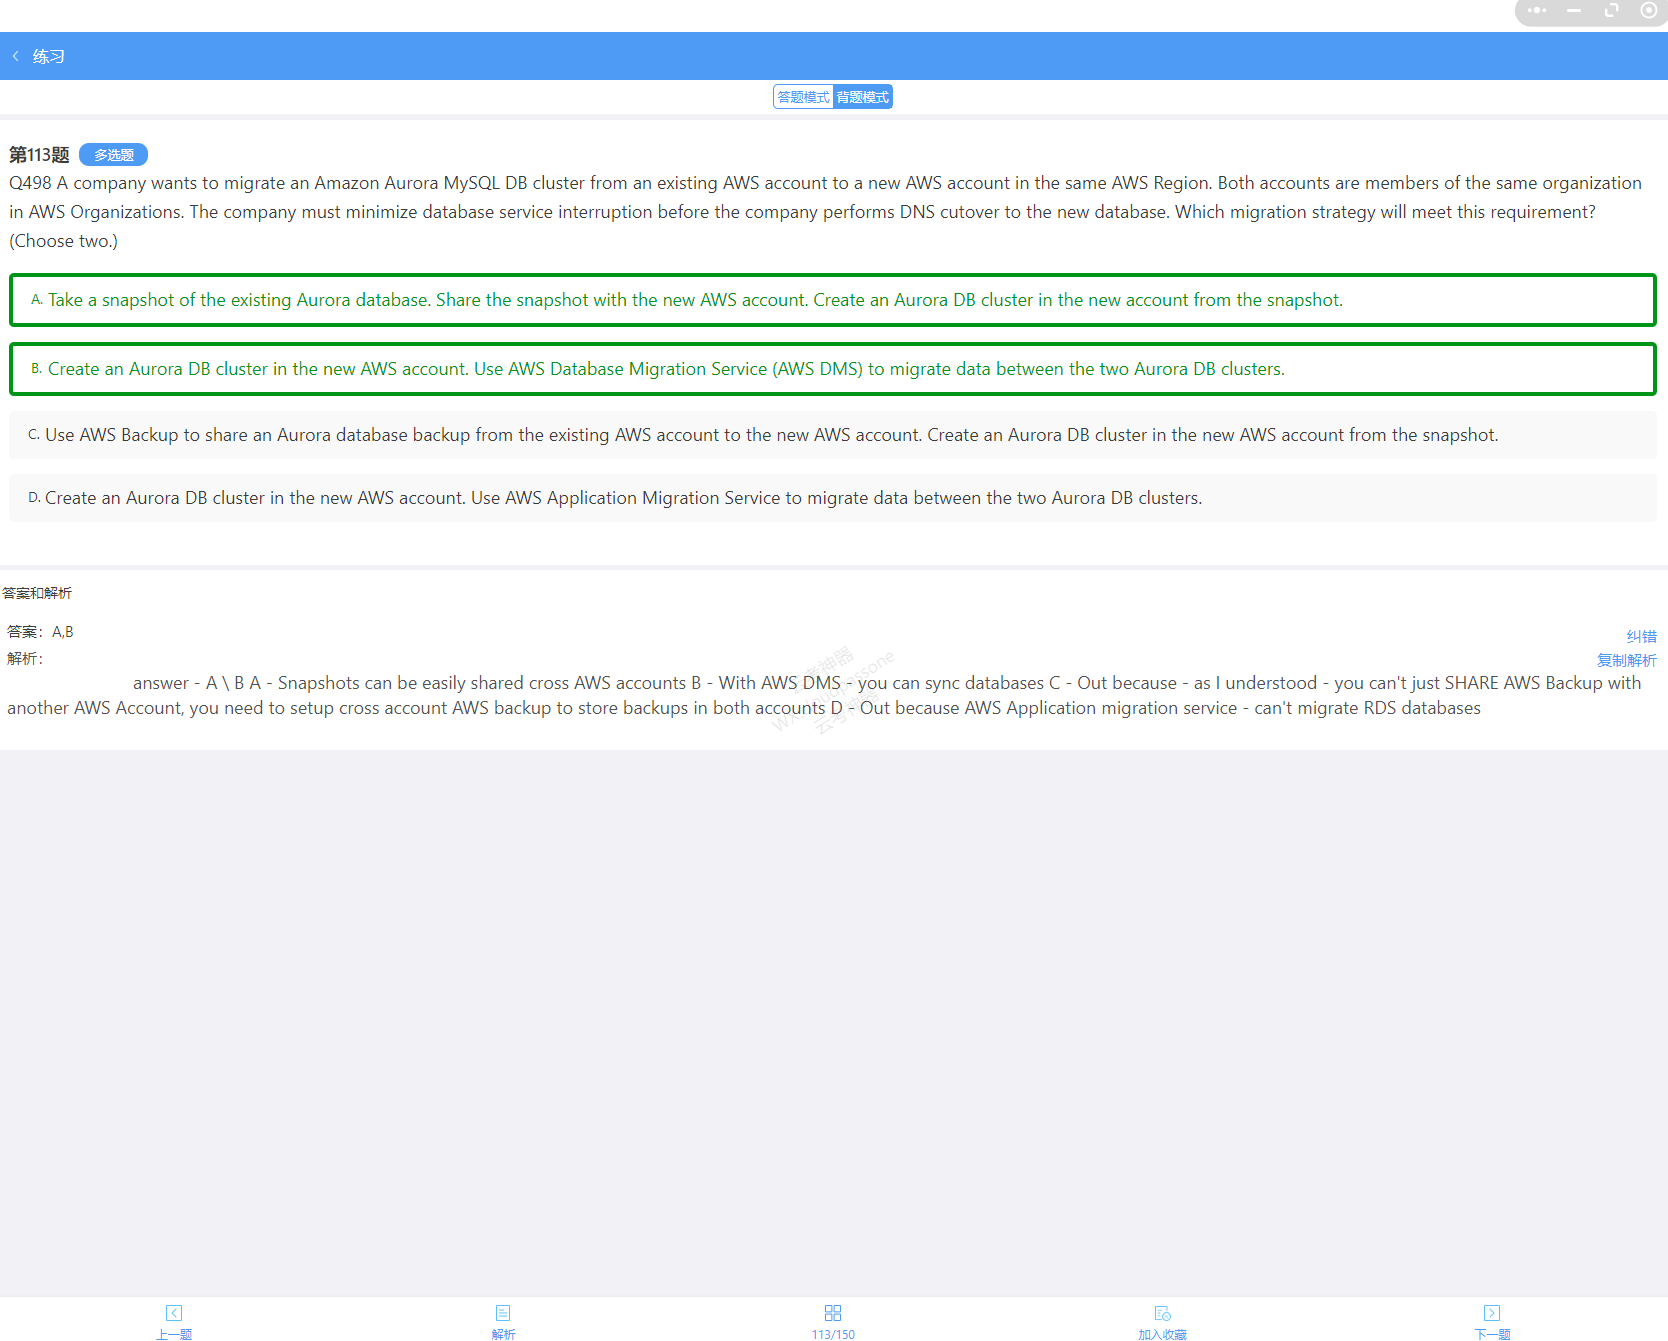 练习
答题模式 背题模式
第113题 多选题
Q498 A company wants to migrate an Amazon Aurora MySQL DB cluster from an existing AWS account to a new AWS account in the same AWS Region. Both accounts are members of the same organization
in AWS Organizations. The company must minimize database service interruption before the company performs DNS cutover to the new database. Which migration strategy will meet this requirement?
(Choose two.)
A. Take a snapshot of the existing Aurora database. Share the snapshot with the new AWS account. Create an Aurora DB cluster in the new account from the snapshot.
B. Create an Aurora DB cluster in the new AWS account. Use AWS Database Migration Service (AWS DMS) to migrate data between the two Aurora DB clusters.
C. Use AWS Backup to share an Aurora database backup from the existing AWS account to the new AWS account. Create an Aurora DB cluster in the new AWS account from the snapshot.
D. Create an Aurora DB cluster in the new AWS account. Use AWS Application Migration Service to migrate data between the two Aurora DB clusters.
答案和解析
答案：A,B
纠错
解析：
复制解析
answer - A \ B A - Snapshots can be easily shared cross AWS accounts B - With AWS DMS - you can sync databases C - Out because - as I understood - you can't just SHARE AWS Backup with
another AWS Account, you need to setup cross account AWS backup to store backups in both accounts D - Out because AWS Application migration service - can't migrate RDS databases
云考神器
上一题 解析 113/150 加入收藏 下一题